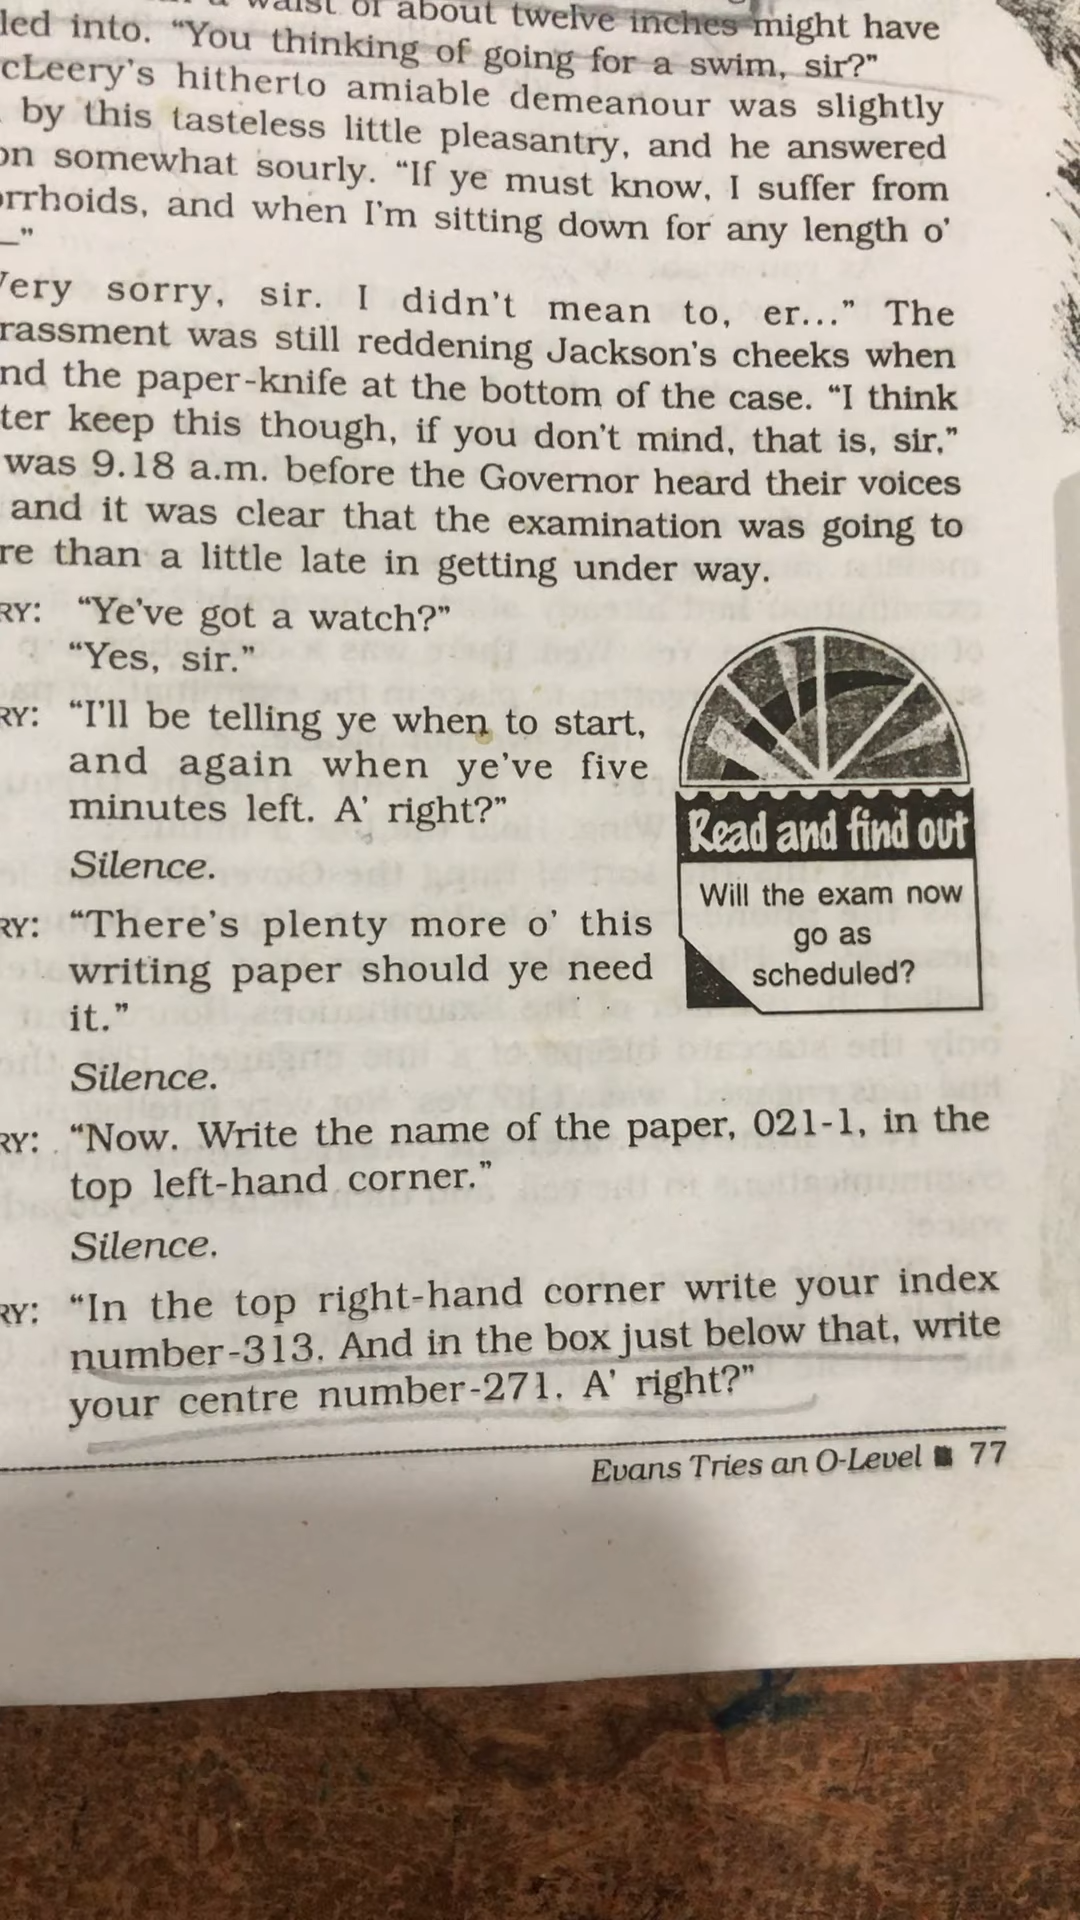 waist of about twelve inches might have
led into. “You thinking of going for a swim, sir?”
cLeery's hitherto amiable demeanour was slightly
by this tasteless little pleasantry, and he answered
on somewhat sourly. “If ye must know, I suffer from
orrhoids, and when I'm sitting down for any length o'
—”
Very sorry, sir. I didn't mean to, er...” The
rassment was still reddening Jackson's cheeks when
nd the paper-knife at the bottom of the case. “I think
ter keep this though, if you don't mind, that is, sir,”
was 9.18 a.m. before the Governor heard their voices
and it was clear that the examination was going to
re than a little late in getting under way.
RY: “Ye've got a watch?”
“Yes, sir.”
RY: “I'll be telling ye when to start,
and again when ye've five
minutes left. A' right?”
Silence.
RY: “There's plenty more o' this
writing paper should ye need
it.”
Silence.
RY: “Now. Write the name of the paper, 021-1, in the
top left-hand corner.”
Silence.
RY: “In the top right-hand corner write your index
number-313. And in the box just below that, write
your centre number-271. A' right?”
Read and find out
Will the exam now
go as
scheduled?
Evans Tries an O-Level ■ 77